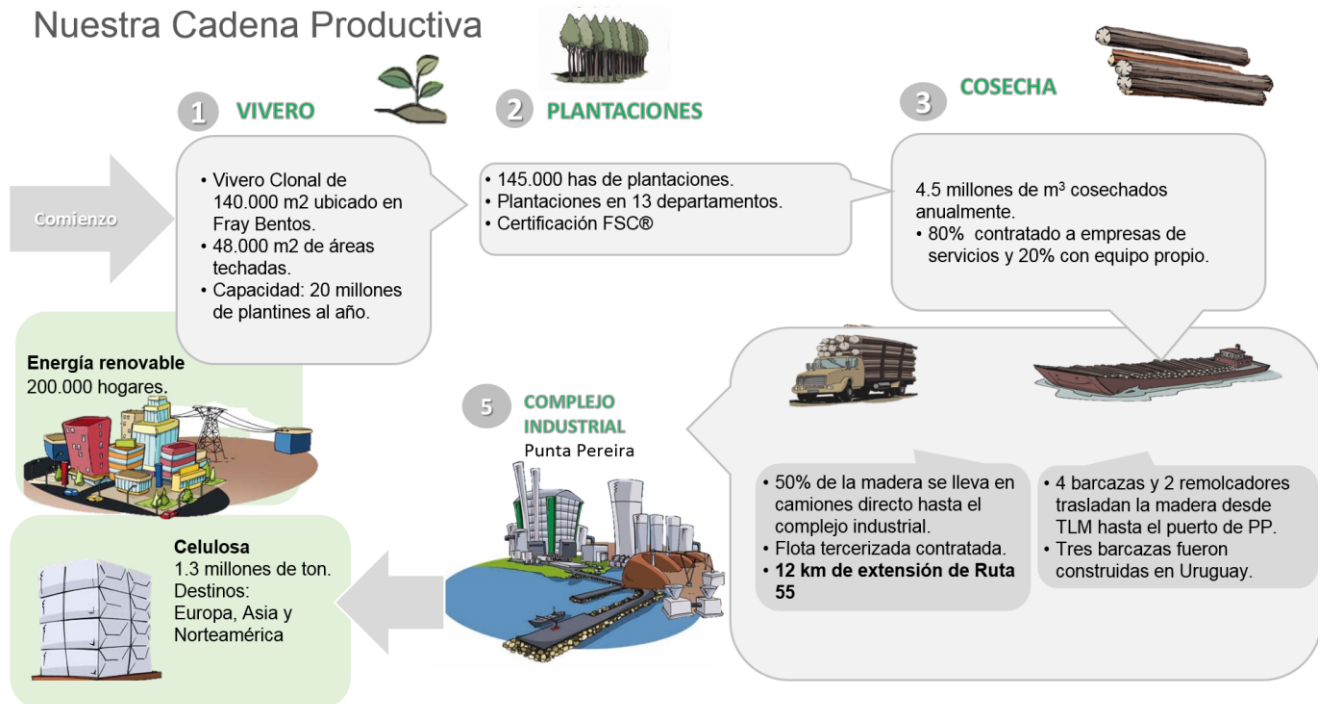 Nuestra Cadena Productiva
Comienzo
1 VIVERO
• Vivero Clonal de
140.000 m2 ubicado en
Fray Bentos.
• 48.000 m2 de áreas
techadas.
• Capacidad: 20 millones
de plantines al año.
2 PLANTACIONES
• 145.000 has de plantaciones.
• Plantaciones en 13 departamentos.
• Certificación FSC®
3 COSECHA
4.5 millones de m³ cosechados
anualmente.
• 80% contratado a empresas de
servicios y 20% con equipo propio.
• 50% de la madera se lleva en
camiones directo hasta el
complejo industrial.
• Flota tercerizada contratada.
• 12 km de extensión de Ruta
55
• 4 barcazas y 2 remolcadores
trasladan la madera desde
TLM hasta el puerto de PP.
• Tres barcazas fueron
construidas en Uruguay.
5 COMPLEJO
INDUSTRIAL
Punta Pereira
Energía renovable
200.000 hogares.
Celulosa
1.3 millones de ton.
Destinos:
Europa, Asia y
Norteamérica